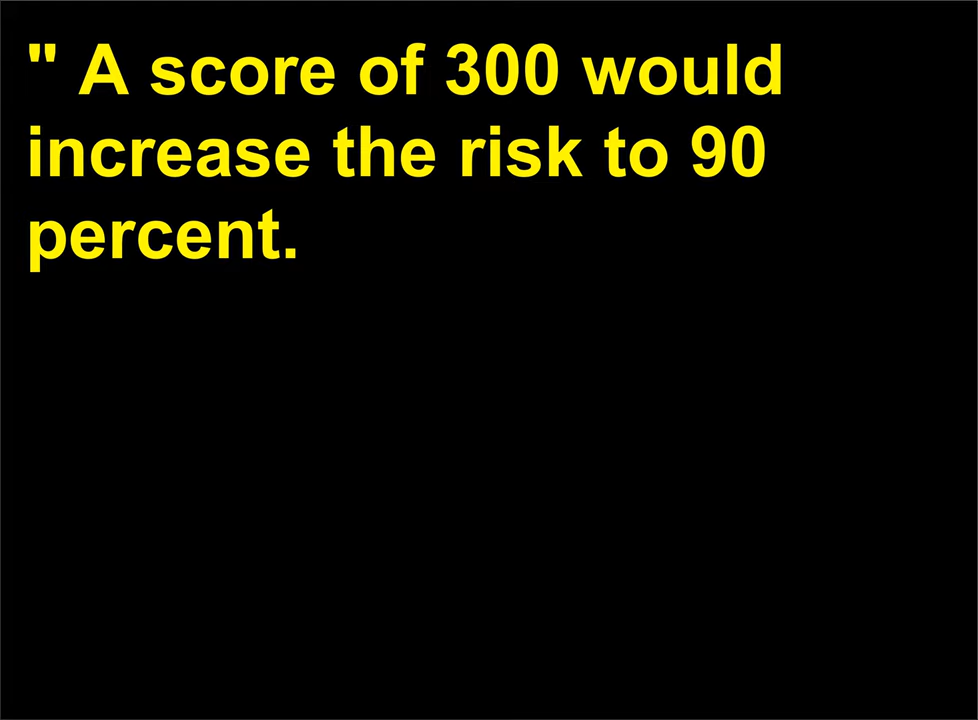 " A score of 300 would
increase the risk to 90
percent.